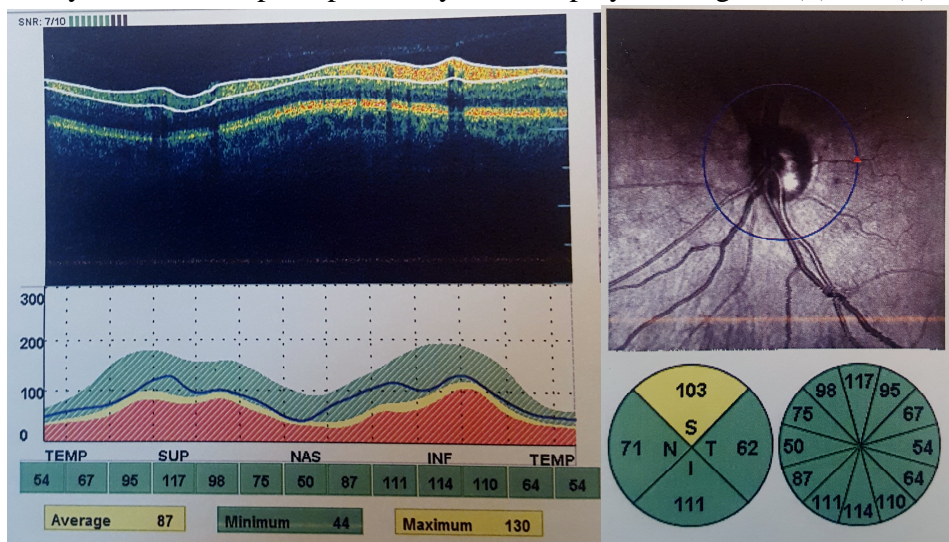 SNR: 7/10
300
200
100
0
TEMP SUP NAS INF TEMP
54 67 95 117 98 75 50 87 111 114 110 64 54
Average 87 Minimum 44 Maximum 130
103
S
71 N T 62
I
111
117
98 95
75 67
50 54
87 64
111 110
114